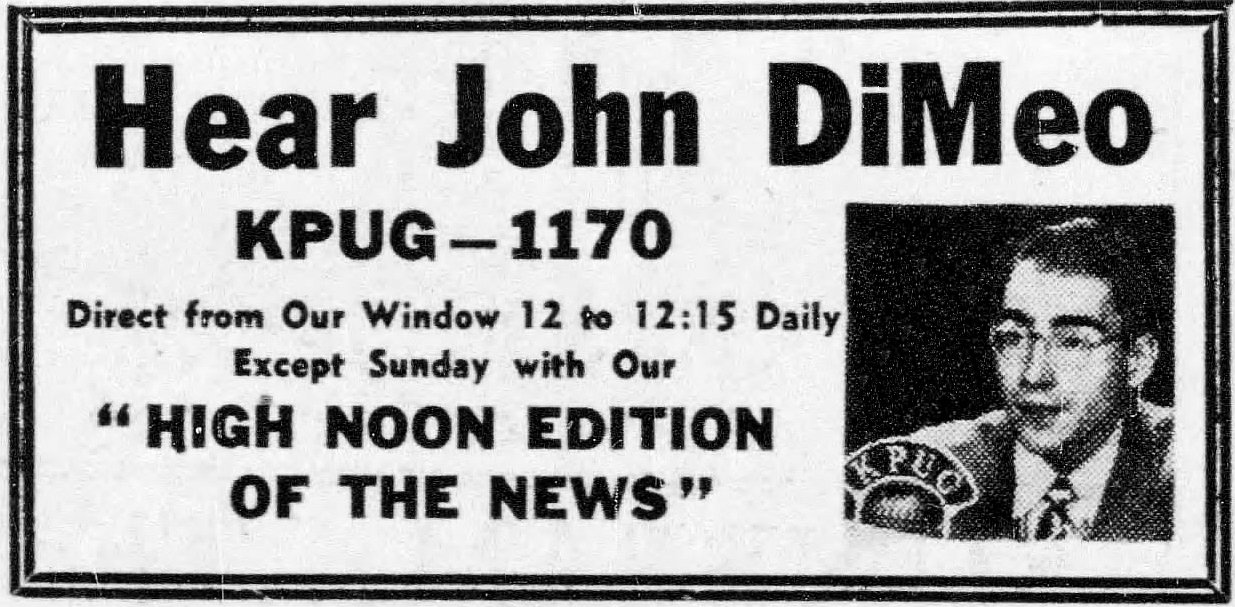 Hear John DiMeo
KPUG — 1170
Direct from Our Window 12 to 12:15 Daily
Except Sunday with Our
“HIGH NOON EDITION
OF THE NEWS”
KPUG